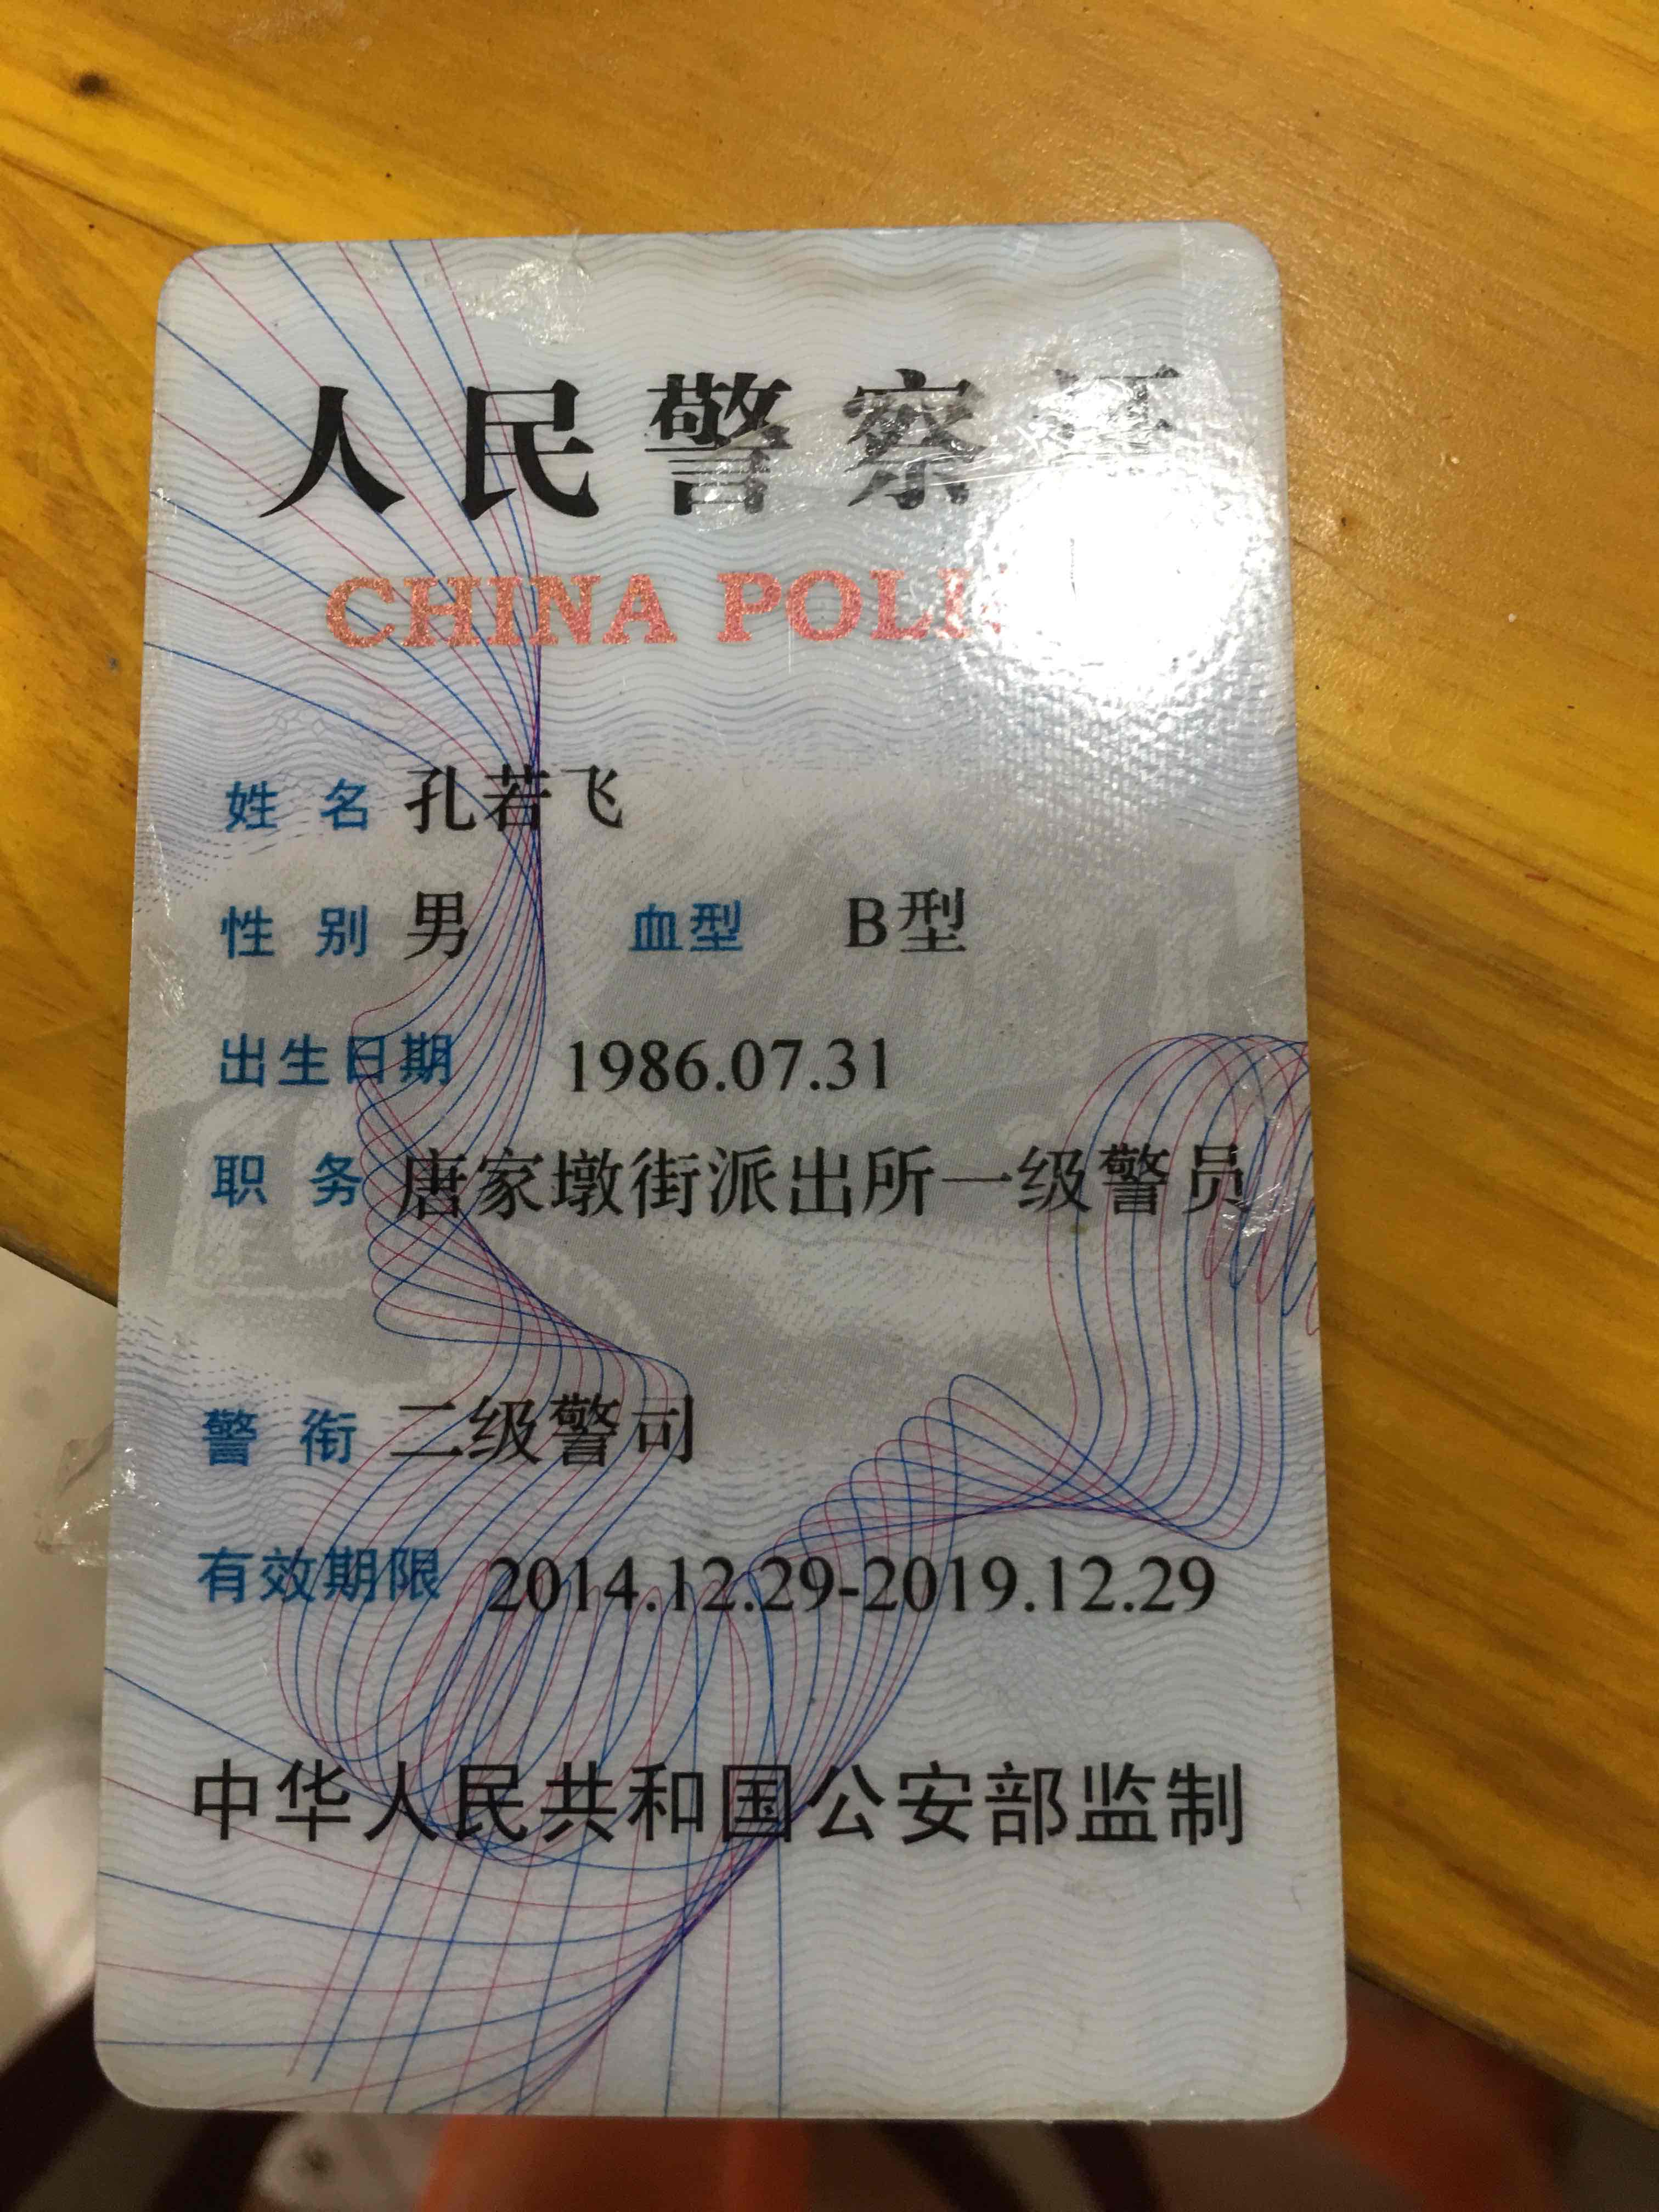 人民警察证
CHINA POLI
姓名 孔若飞
性别 男 血型 B型
出生日期 1986.07.31
职务 唐家墩街派出所一级警员
警衔 二级警司
有效期限 2014.12.29-2019.12.29
中华人民共和国公安部监制